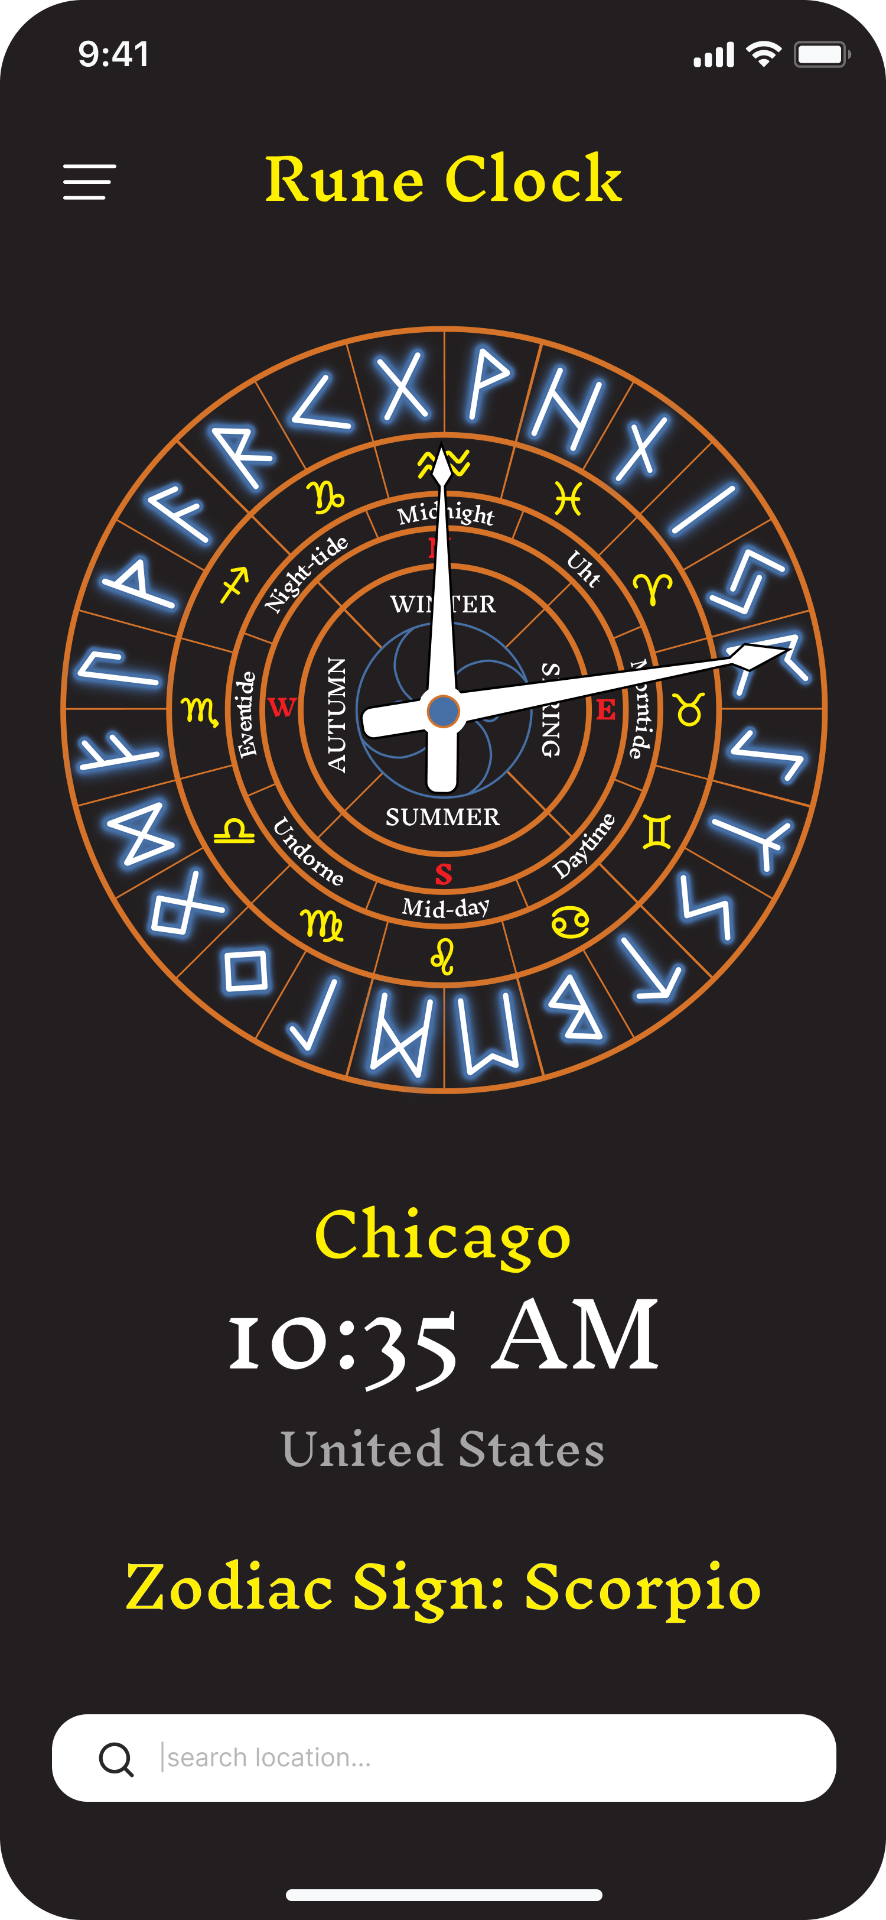 9:41
Rune Clock
Midnight
Uht
Morntide
Daytime
Mid-day
Undorne
Eventide
Night-tide
E
S
W
WINTER
SPRING
SUMMER
AUTUMN
Chicago
10:35 AM
United States
Zodiac Sign: Scorpio
search location...